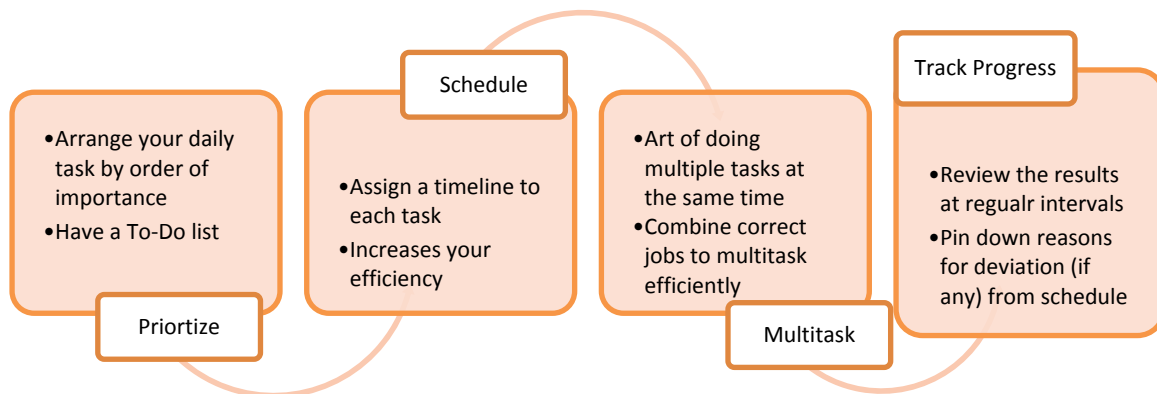 •Arrange your daily
task by order of
importance
•Have a To-Do list
Priortize
Schedule
•Assign a timeline to
each task
•Increases your
efficiency
•Art of doing
multiple tasks at
the same time
•Combine correct
jobs to multitask
efficiently
Multitask
Track Progress
•Review the results
at regualr intervals
•Pin down reasons
for deviation (if
any) from schedule